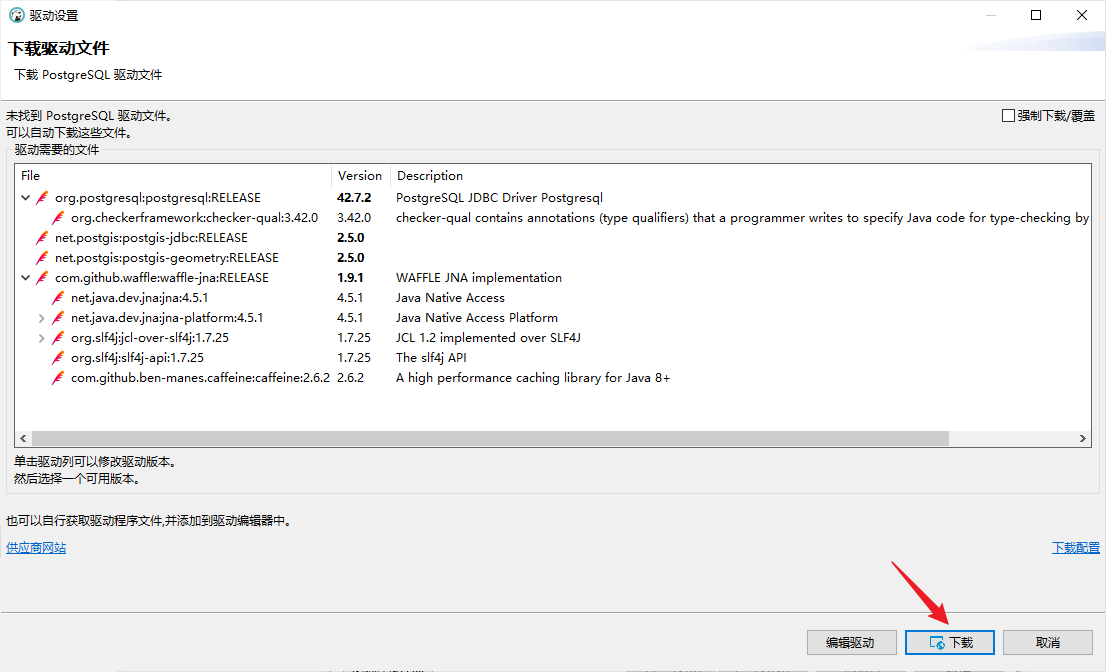 驱动设置
下载驱动文件
下载 PostgreSQL 驱动文件
未找到 PostgreSQL 驱动文件。
强制下载/覆盖
可以自动下载这些文件。
驱动需要的文件
File Version Description
org.postgresql:postgresql:RELEASE 42.7.2 PostgreSQL JDBC Driver Postgresql
org.checkerframework:checker-qual:3.42.0 3.42.0 checker-qual contains annotations (type qualifiers) that a programmer writes to specify Java code for type-checking by
net.postgis:postgis-jdbc:RELEASE 2.5.0
net.postgis:postgis-geometry:RELEASE 2.5.0
com.github.waffle:waffle-jna:RELEASE 1.9.1 WAFFLE JNA implementation
net.java.dev.jna:jna:4.5.1 4.5.1 Java Native Access
net.java.dev.jna:jna-platform:4.5.1 4.5.1 Java Native Access Platform
org.slf4j:jcl-over-slf4j:1.7.25 1.7.25 JCL 1.2 implemented over SLF4J
org.slf4j:slf4j-api:1.7.25 1.7.25 The slf4j API
com.github.ben-manes.caffeine:caffeine:2.6.2 2.6.2 A high performance caching library for Java 8+
单击驱动列可以修改驱动版本。
然后选择一个可用版本。
也可以自行获取驱动程序文件,并添加到驱动编辑器中。
供应商网站 下载配置
编辑驱动 下载 取消